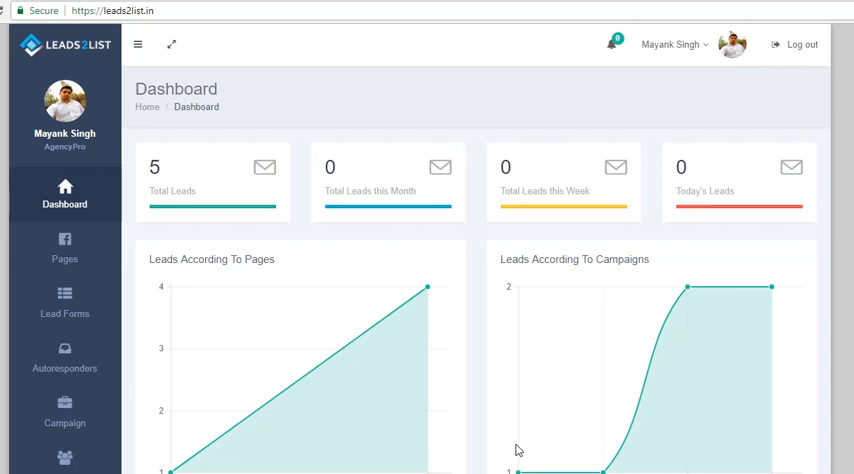 Secure https://leads2list.in
LEADS2LIST
0
Mayank Singh
Log out
Mayank Singh
AgencyPro
Dashboard
Pages
Lead Forms
Autoresponders
Campaign
Dashboard
Home / Dashboard
5
Total Leads
0
Total Leads this Month
0
Total Leads this Week
0
Today's Leads
Leads According To Pages
4
3
2
1
Leads According To Campaigns
2
1